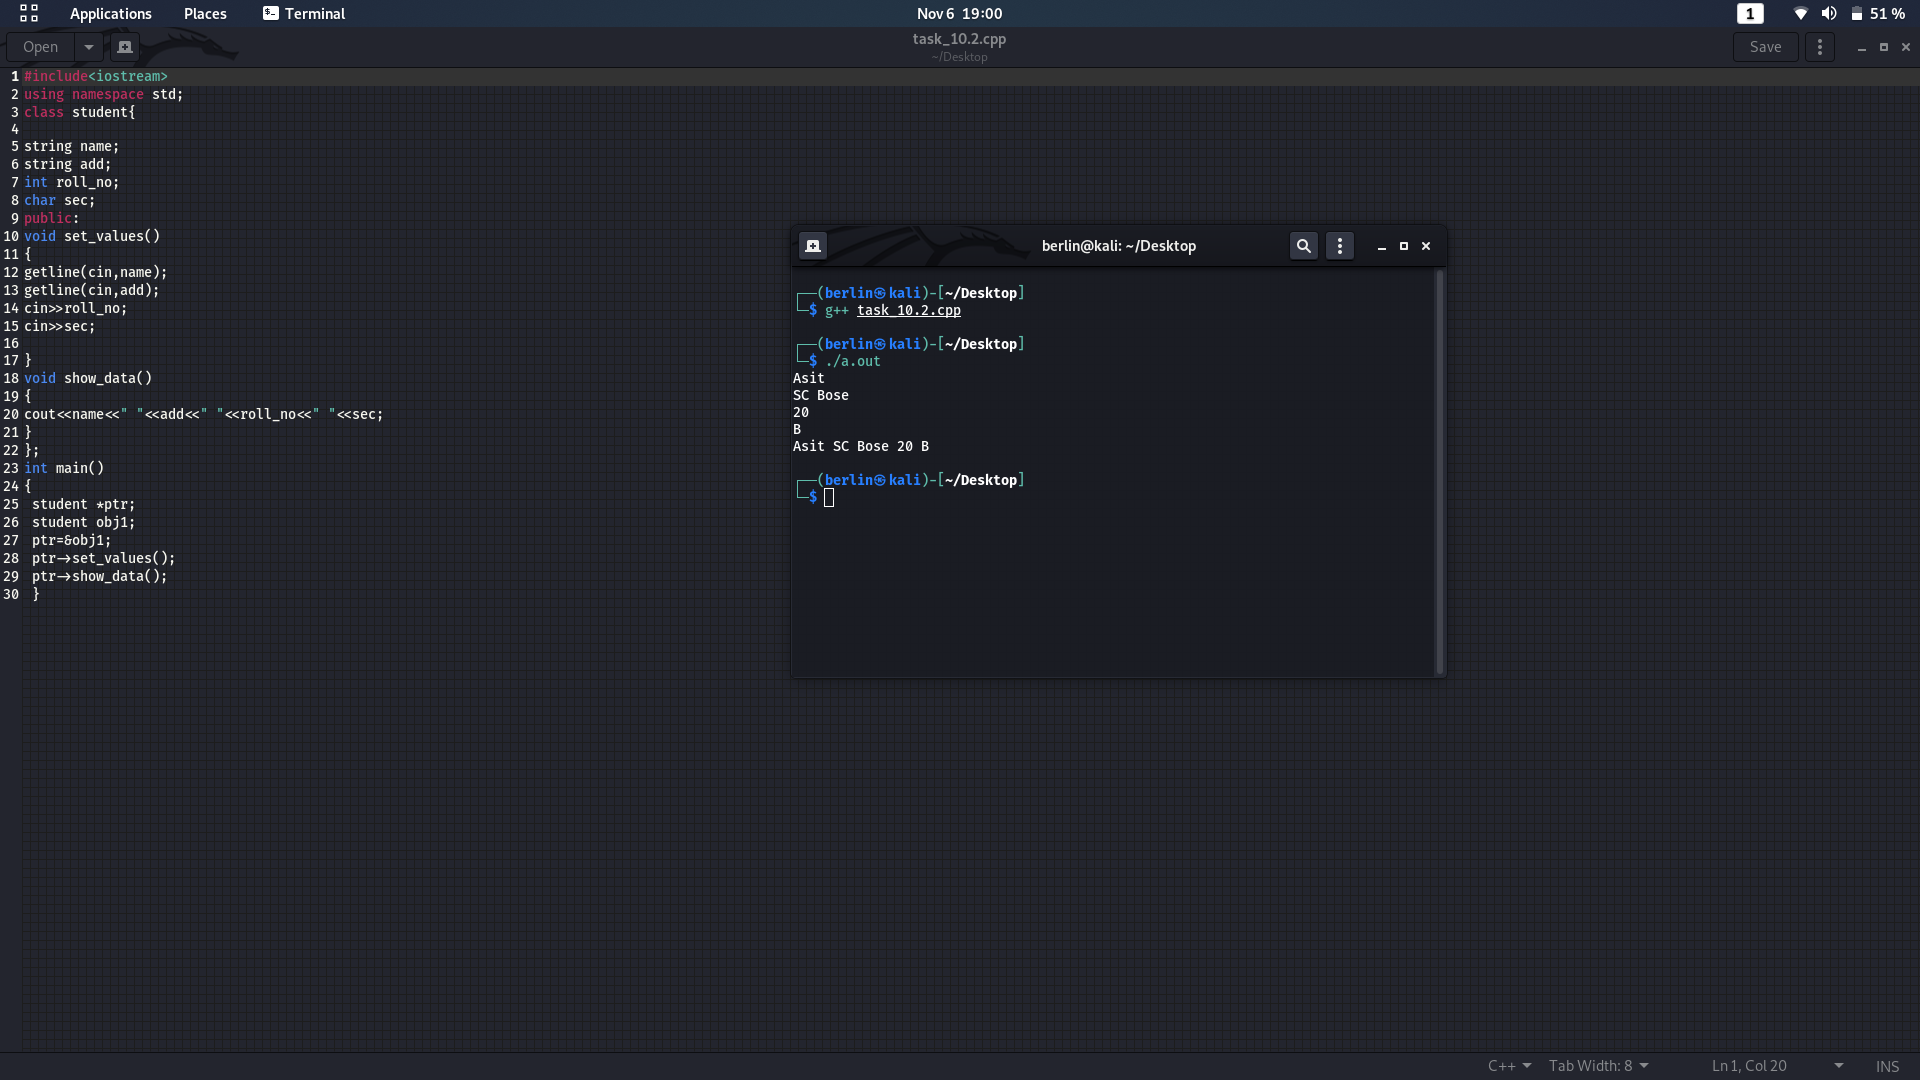 Applications Places Terminal Nov 6 19:00 1 51 %
Open task_10.2.cpp Save
~/Desktop
1 #include<iostream>
2 using namespace std;
3 class student{
4
5 string name;
6 string add;
7 int roll_no;
8 char sec;
9 public:
10 void set_values()
11 {
12 getline(cin,name);
13 getline(cin,add);
14 cin>>roll_no;
15 cin>>sec;
16
17 }
18 void show_data()
19 {
20 cout<<name<<" "<<add<<" "<<roll_no<<" "<<sec;
21 }
22 };
23 int main()
24 {
25 student *ptr;
26 student obj1;
27 ptr=&obj1;
28 ptr->set_values();
29 ptr->show_data();
30 }
berlin@kali: ~/Desktop
┌──(berlin㉿kali)-[~/Desktop]
└─$ g++ task_10.2.cpp
┌──(berlin㉿kali)-[~/Desktop]
└─$ ./a.out
Asit
SC Bose
20
B
Asit SC Bose 20 B
┌──(berlin㉿kali)-[~/Desktop]
└─$
C++ Tab Width: 8 Ln 1, Col 20 INS